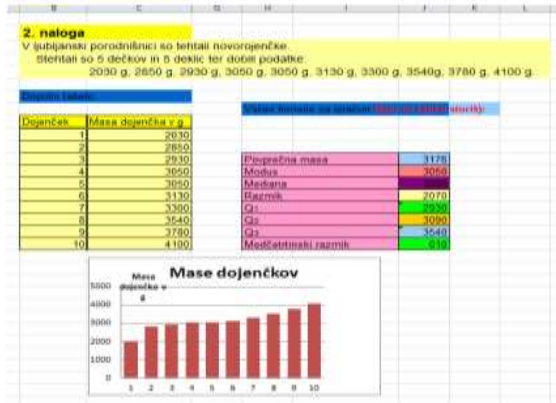 2. naloga
V ljubljanski porodnišnici so tehtali novorojenčke.
Stehtali so 5 dečkov in 5 deklic ter dobili podatke:
2030 g, 2850 g, 2930 g, 3050 g, 3050 g, 3130 g, 3300 g, 3540g, 3780 g, 4100 g.
Dopolni tabelo
Vstavi formule za izračun
Dojenček Masa dojenčka v g
1 2030
2 2850
3 2930 Povprečna masa 3176
4 3050 Modus 3050
5 3050 Mediana
6 3130 Razmik 2070
7 3300 Q1 2930
8 3540 Q2 3090
9 3780 Q3 3540
10 4100 Medčetrtinski razmik 610
Mase dojenčkov
Masa
dojenčka v
g
5000
4000
3000
2000
1000
0
1 2 3 4 5 6 7 8 9 10